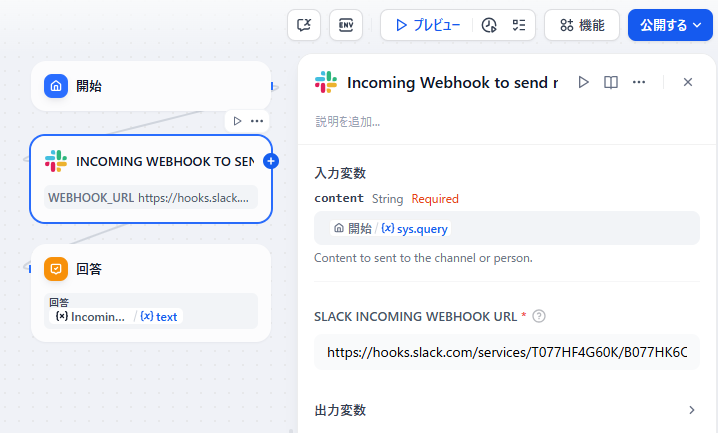 ENV
プレビュー
機能
公開する
開始
INCOMING WEBHOOK TO SEN
WEBHOOK_URL https://hooks.slack....
回答
回答
Incomin... / (x) text
Incoming Webhook to send r
説明を追加...
入力変数
content String Required
開始 / (x) sys.query
Content to sent to the channel or person.
SLACK INCOMING WEBHOOK URL *
https://hooks.slack.com/services/T077HF4G60K/B077HK6C
出力変数